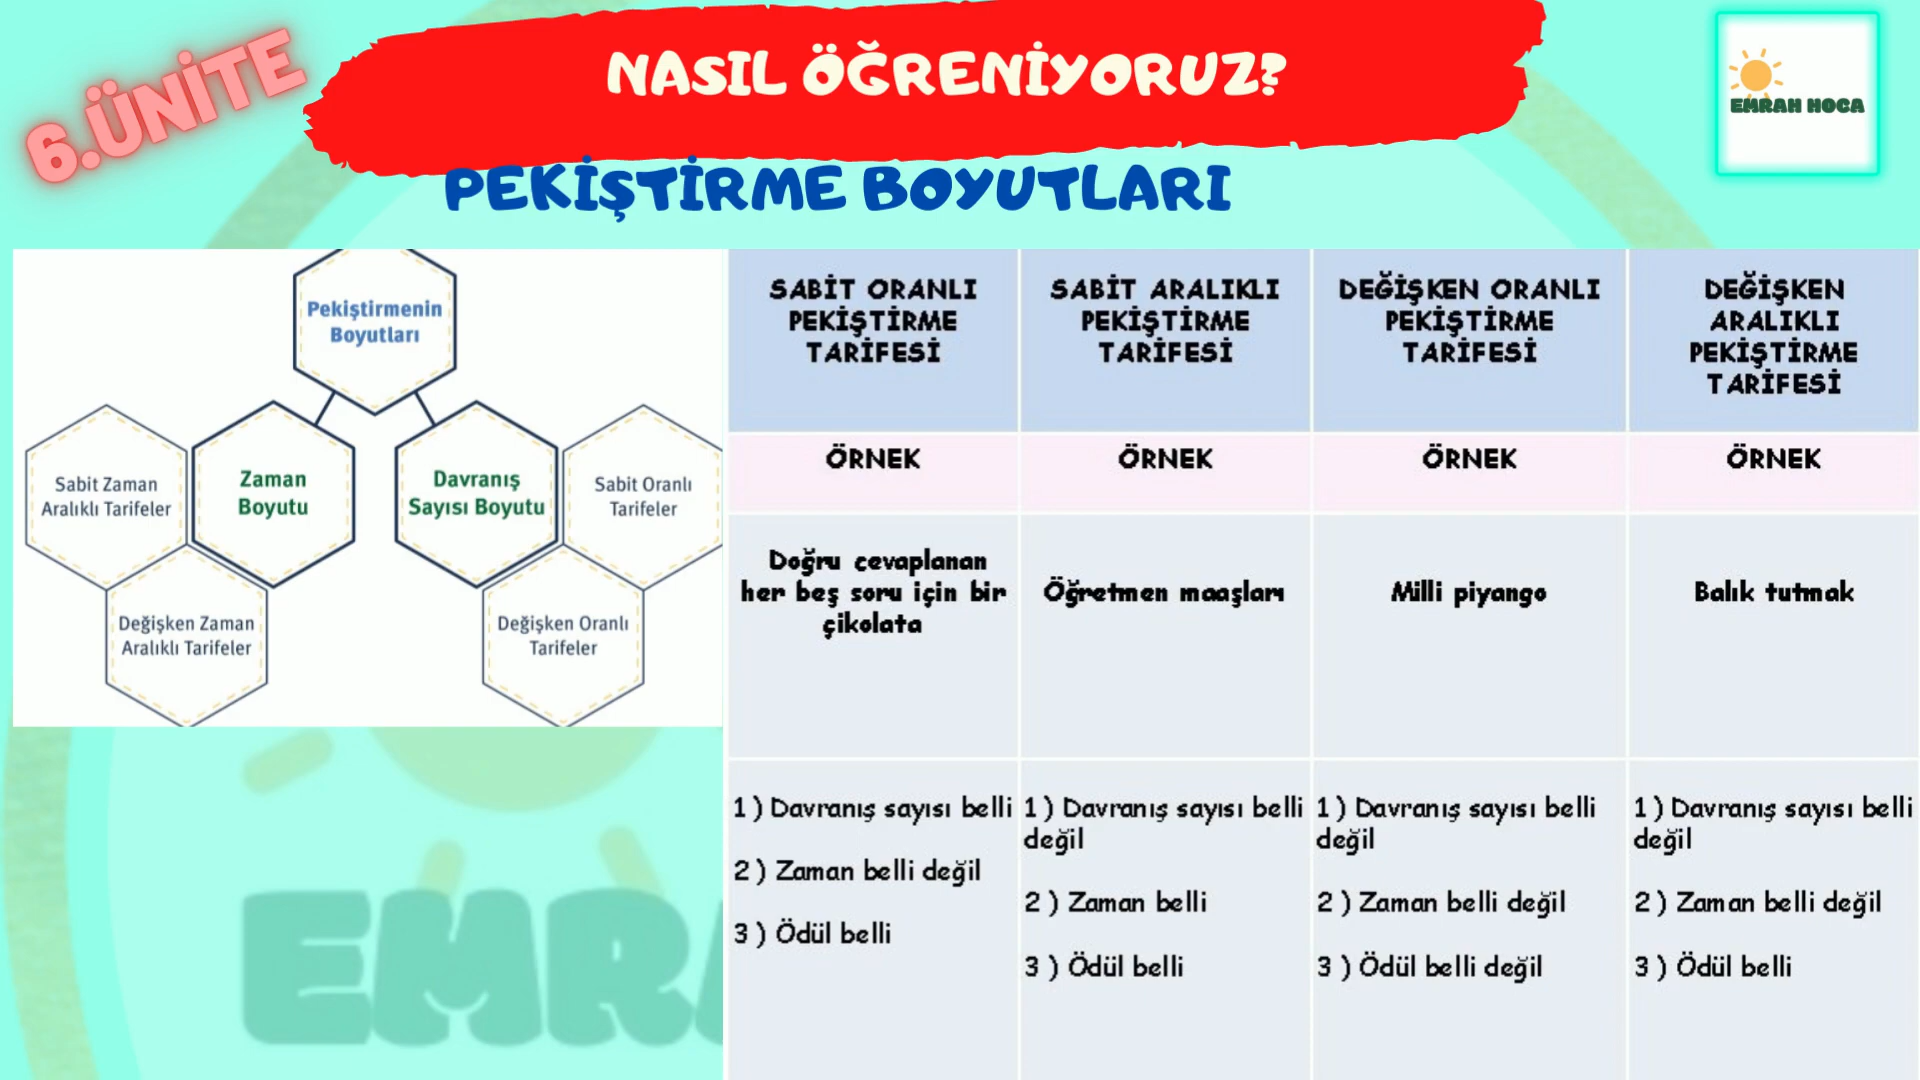 6.ÜNİTE
NASIL ÖĞRENİYORUZ?
EMRAH HOCA
PEKİŞTİRME BOYUTLARI
Pekiştirmenin
Boyutları
Sabit Zaman
Aralıklı Tarifeler
Zaman
Boyutu
Davranış
Sayısı Boyutu
Sabit Oranlı
Tarifeler
Değişken Zaman
Aralıklı Tarifeler
Değişken Oranlı
Tarifeler
SABİT ORANLI
PEKİŞTİRME
TARİFESİ
SABİT ARALIKLI
PEKİŞTİRME
TARİFESİ
DEĞİŞKEN ORANLI
PEKİŞTİRME
TARİFESİ
DEĞİŞKEN
ARALIKLI
PEKİŞTİRME
TARİFESİ
ÖRNEK
ÖRNEK
ÖRNEK
ÖRNEK
Doğru cevaplanan
her beş soru için bir
çikolata
Öğretmen maaşları
Milli piyango
Balık tutmak
1 ) Davranış sayısı belli
2 ) Zaman belli değil
3 ) Ödül belli
1 ) Davranış sayısı belli
değil
2 ) Zaman belli
3 ) Ödül belli
1 ) Davranış sayısı belli
değil
2 ) Zaman belli değil
3 ) Ödül belli değil
1 ) Davranış sayısı belli
değil
2 ) Zaman belli değil
3 ) Ödül belli
EMR